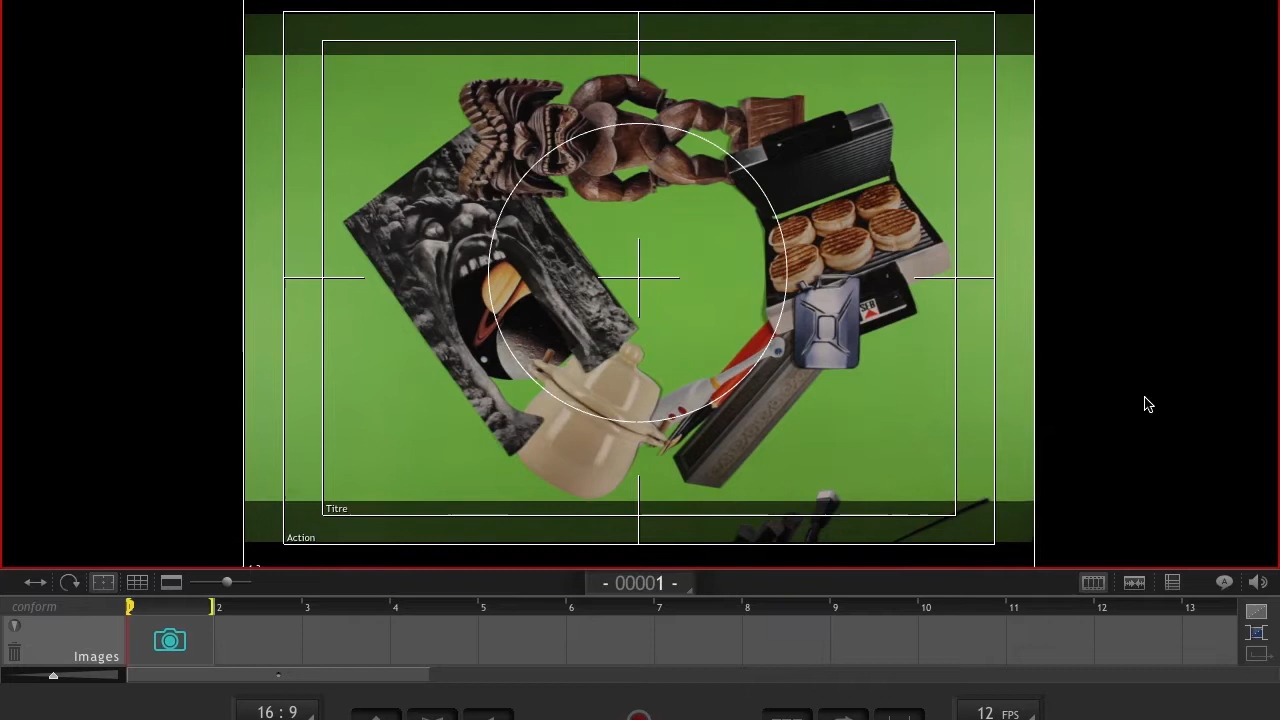 Titre
Action
- 00001 -
conform
2 3 4 5 6 7 8 9 10 11 12 13
Images
16 : 9
12 FPS